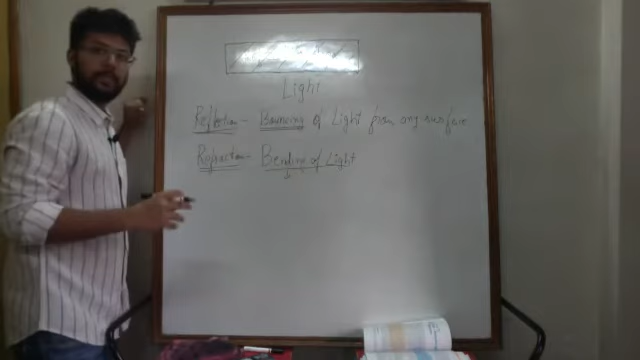 Light
Reflection - Bouncing of Light from any surface
Refraction - Bending of Light